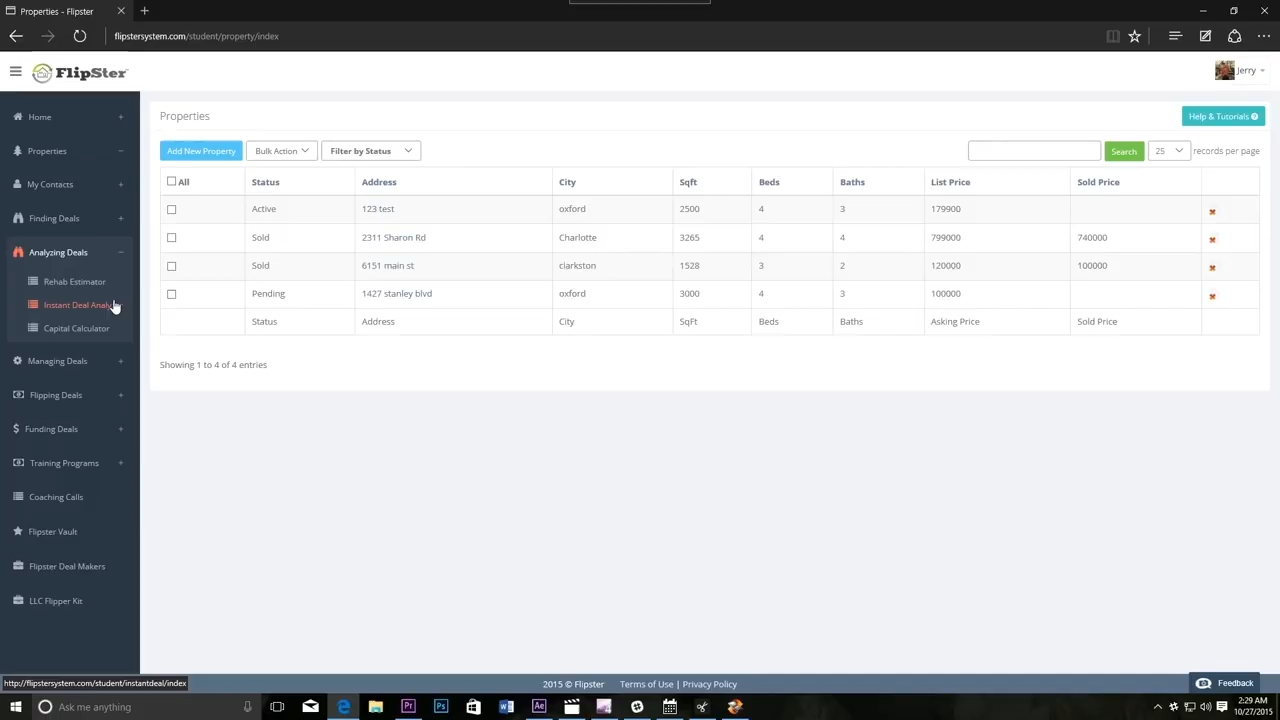 Properties - Flipster
flipstersystem.com/student/property/index
FlipSter
Jerry
Home
Properties
My Contacts
Finding Deals
Analyzing Deals
Rehab Estimator
Instant Deal
Capital Calculator
Managing Deals
Flipping Deals
Funding Deals
Training Programs
Coaching Calls
Flipster Vault
Flipster Deal Makers
LLC Flipper Kit
Properties
Help & Tutorials
Add New Property Bulk Action Filter by Status Search 25 records per page
All Status Address City Sqft Beds Baths List Price Sold Price
Active 123 test oxford 2500 4 3 179900
Sold 2311 Sharon Rd Charlotte 3265 4 4 799000 740000
Sold 6151 main st clarkston 1528 3 2 120000 100000
Pending 1427 stanley blvd oxford 3000 4 3 100000
Status Address City SqFt Beds Baths Asking Price Sold Price
Showing 1 to 4 of 4 entries
http://flipstersystem.com/student/instantdeal/index
2015 © Flipster Terms of Use | Privacy Policy
Feedback
Ask me anything
2:29 AM
10/27/2015